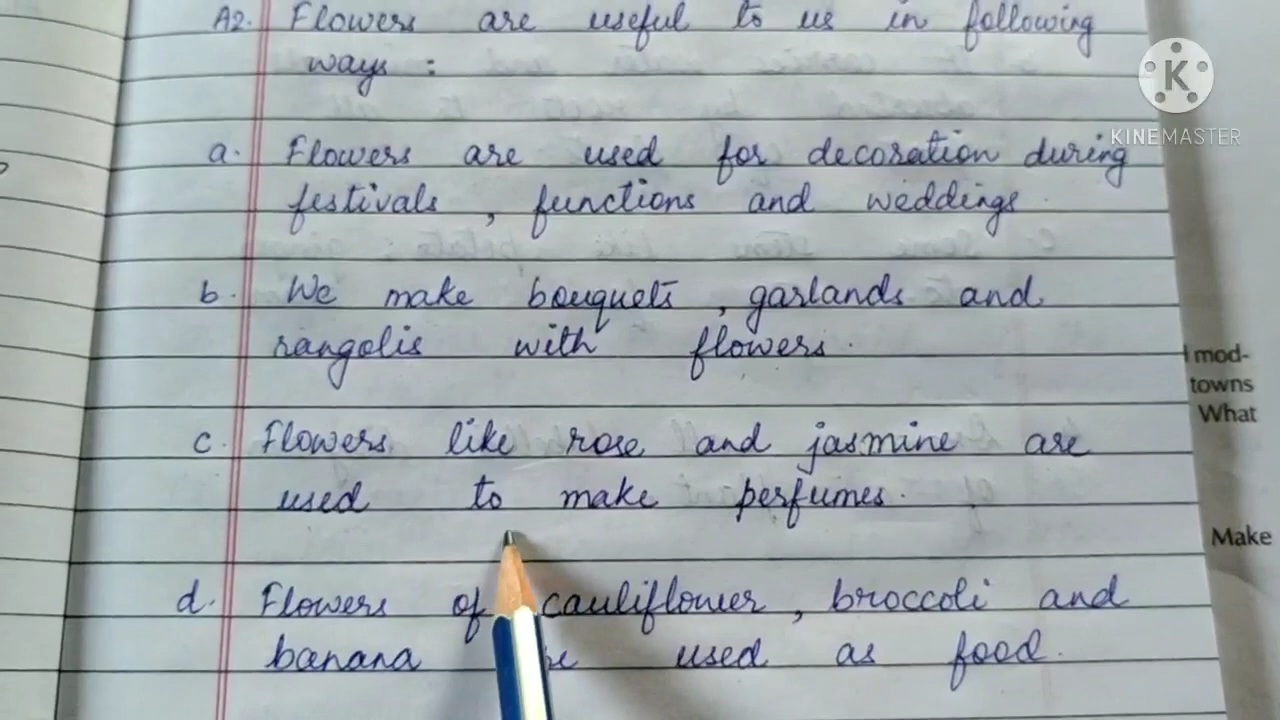 A2. Flowers are useful to us in following
ways :
a. Flowers are used for decoration during
festivals , functions and weddings.
b. We make bouquets , garlands and
rangolis with flowers.
c. Flowers like rose and jasmine are
used to make perfumes.
d. Flowers of cauliflower , broccoli and
banana used as food.
mod-
towns
What
Make
K
KINEMASTER